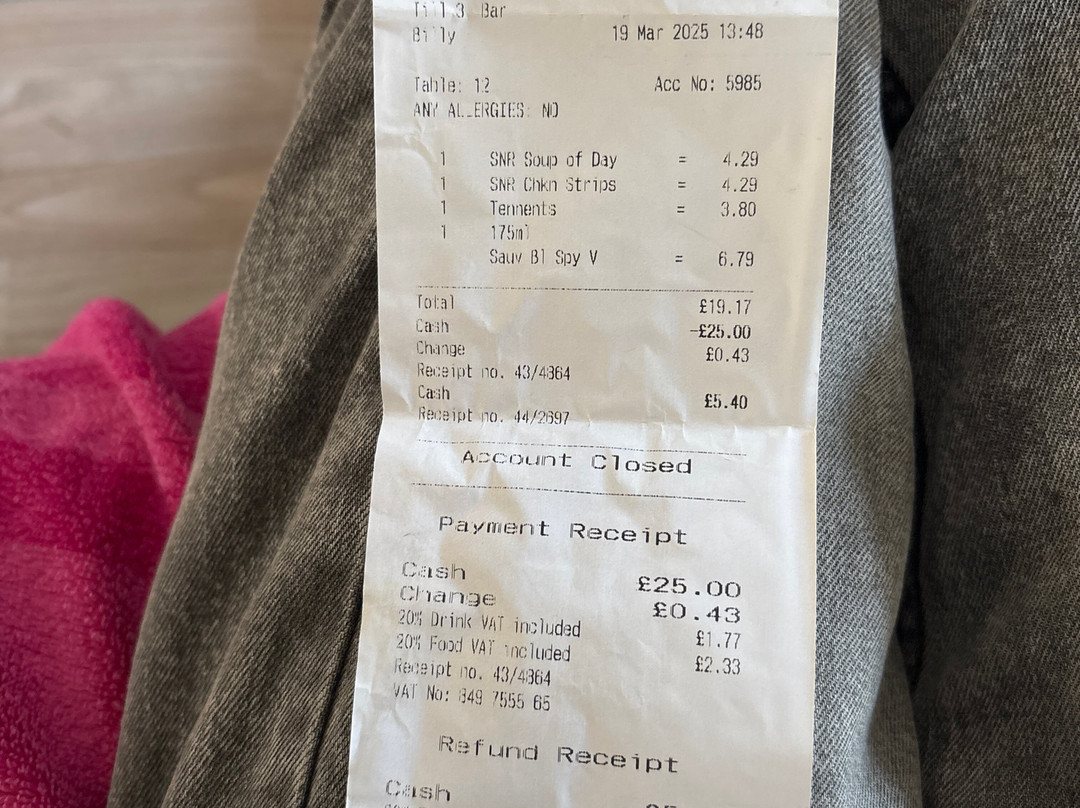 Till 3 Bar
Billy 19 Mar 2025 13:48
Table: 12 Acc No: 5985
ANY ALLERGIES: NO
1 SNR Soup of Day = 4.29
1 SNR Chkn Strips = 4.29
1 Tennents = 3.80
1 175ml
Sauv Bl Spy V = 6.79
Total £19.17
Cash -£25.00
Change £0.43
Receipt no. 43/4864
Cash £5.40
Receipt no. 44/2697
Account Closed
Payment Receipt
Cash £25.00
Change £0.43
20% Drink VAT included £1.77
20% Food VAT included £2.33
Receipt no. 43/4864
VAT No: 849 7555 65
Refund Receipt
Cash